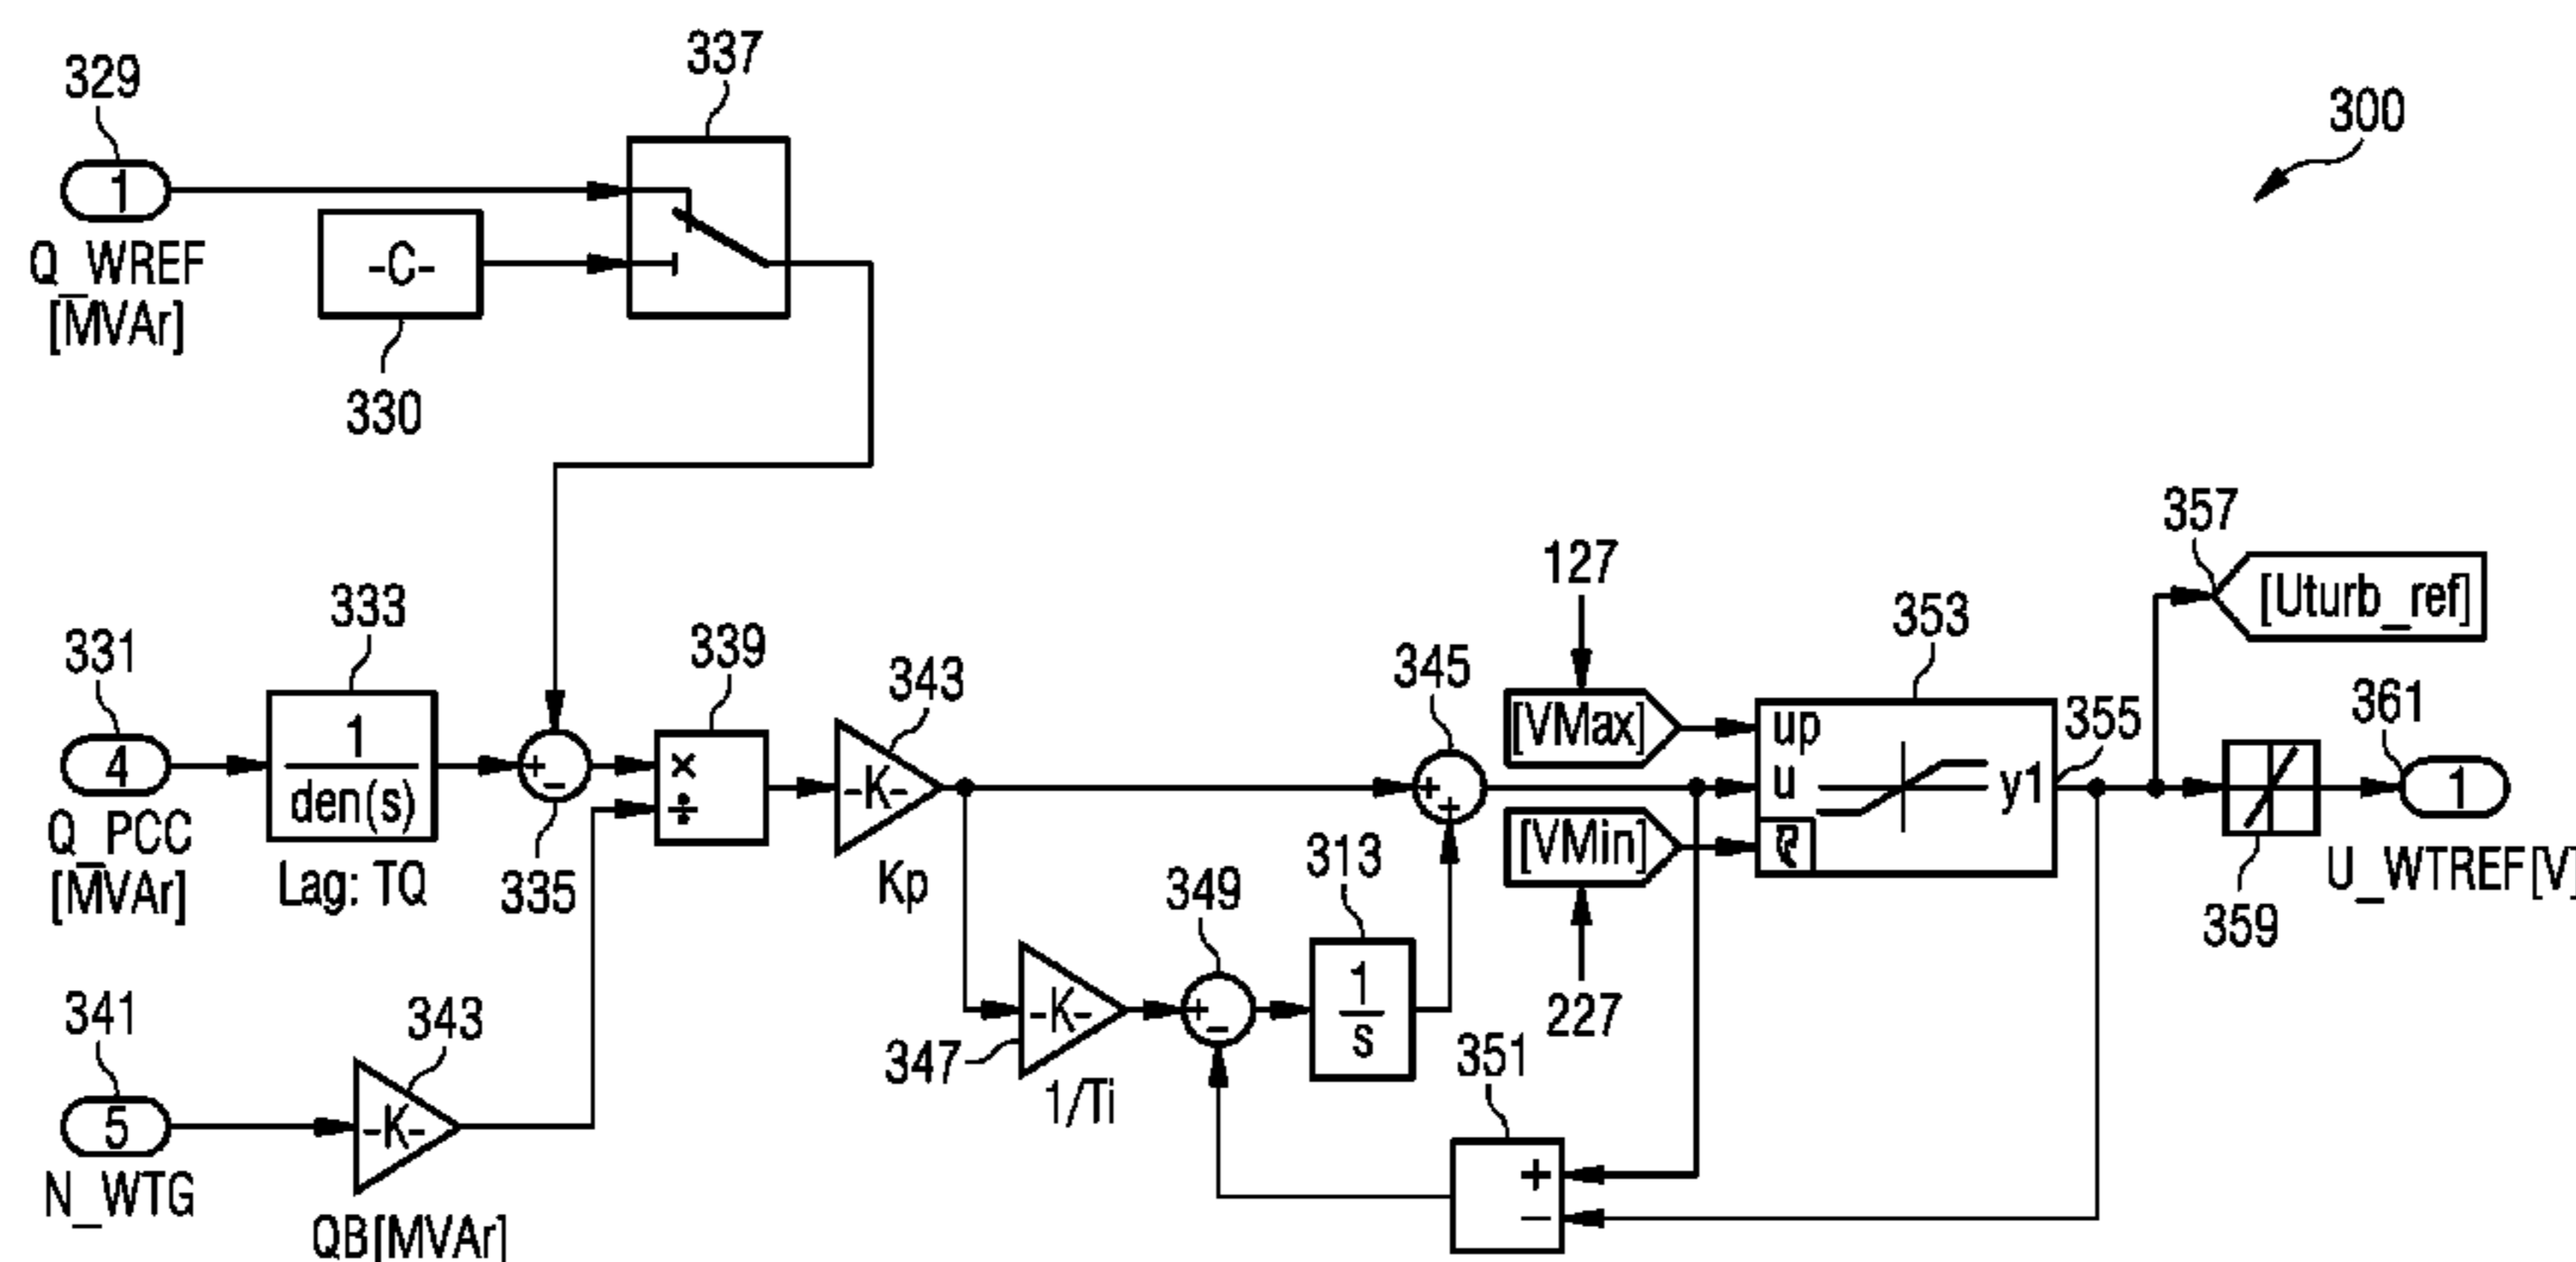 337
329
300
1
-C-
Q_WREF
[MVAr]
330
357
127
[Uturb_ref]
333
353
331
339
345
343
361
355
[VMax]
up
1
den(s)
4
+
-
×
÷
-K-
+
+
u
y1
1
Q_PCC
[MVAr]
Lag: TQ
335
Kp
[VMin]
313
349
U_WTREF[V]
359
341
343
-K-
+
-
1
s
227
347
351
1/Ti
5
-K-
N_WTG
+
-
QB[MVAr]